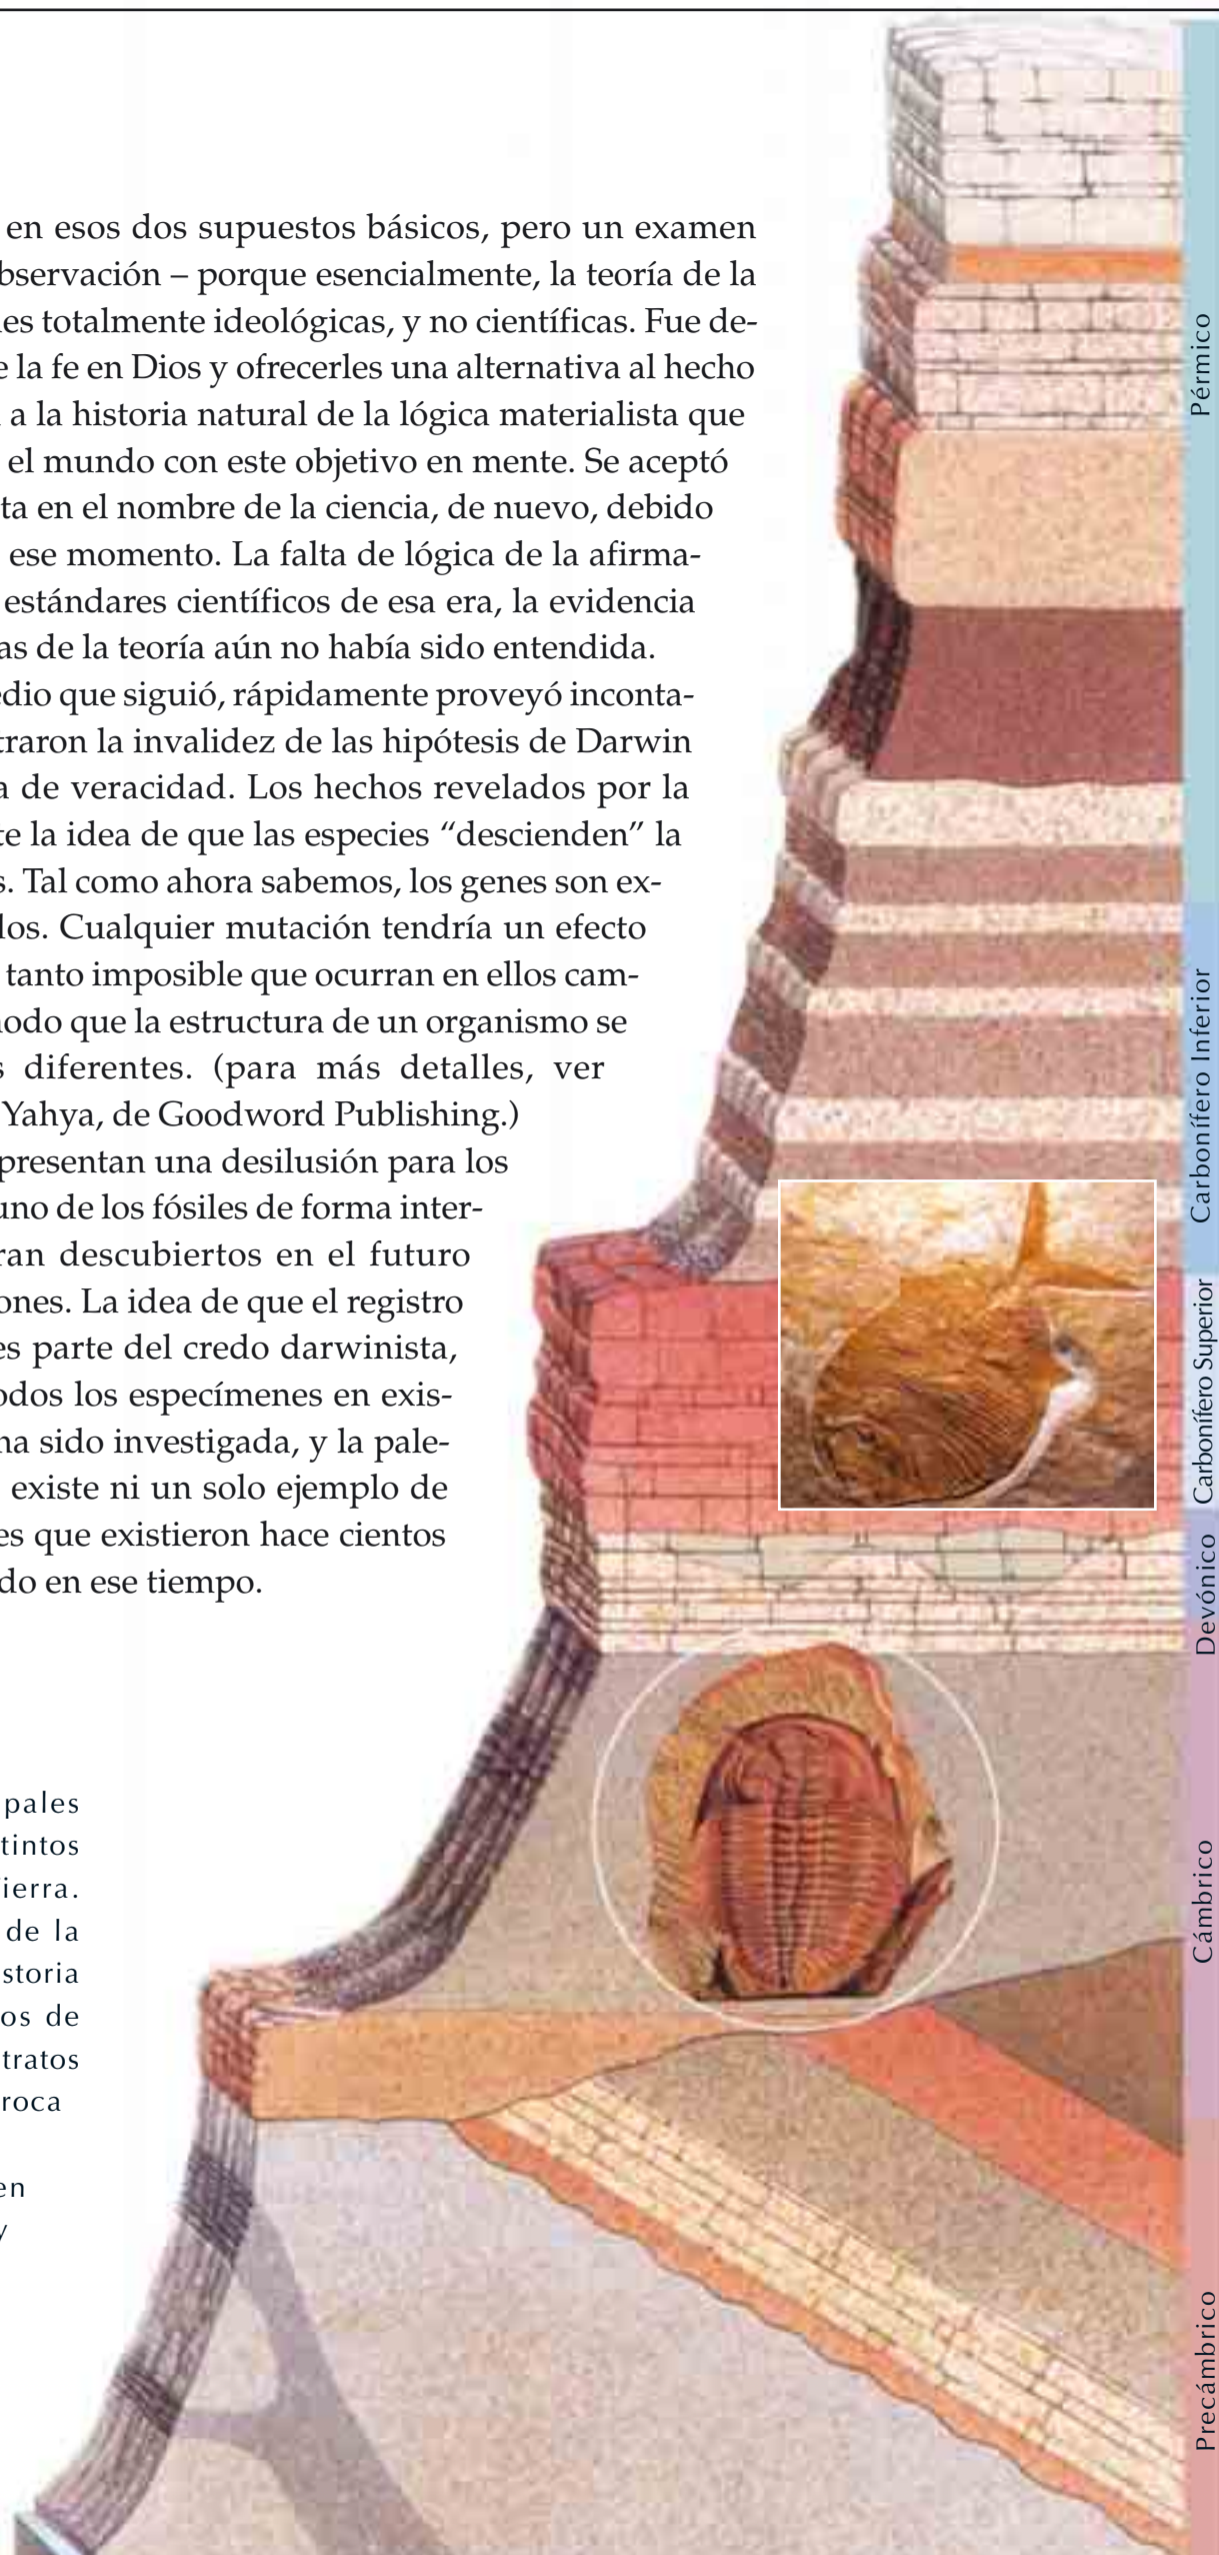 en esos dos supuestos básicos, pero un examen
bservación – porque esencialmente, la teoría de la
es totalmente ideológicas, y no científicas. Fue de-
e la fe en Dios y ofrecerles una alternativa al hecho
a la historia natural de la lógica materialista que
el mundo con este objetivo en mente. Se aceptó
ta en el nombre de la ciencia, de nuevo, debido
ese momento. La falta de lógica de la afirma-
estándares científicos de esa era, la evidencia
as de la teoría aún no había sido entendida.
edio que siguió, rápidamente proveyó inconta-
traron la invalidez de las hipótesis de Darwin
a de veracidad. Los hechos revelados por la
te la idea de que las especies “descienden” la
s. Tal como ahora sabemos, los genes son ex-
dos. Cualquier mutación tendría un efecto
tanto imposible que ocurran en ellos cam-
nodo que la estructura de un organismo se
s diferentes. (para más detalles, ver
Yahya, de Goodword Publishing.)
presentan una desilusión para los
uno de los fósiles de forma inter-
ran descubiertos en el futuro
ones. La idea de que el registro
es parte del credo darwinista,
odos los especímenes en exis-
na sido investigada, y la pale-
existe ni un solo ejemplo de
es que existieron hace cientos
do en ese tiempo.
pales
tintos
ierra.
de la
storia
os de
tratos
roca
en
y
Pérmico
Carbonífero Inferior
Carbonífero Superior
Devónico
Cámbrico
Precámbrico